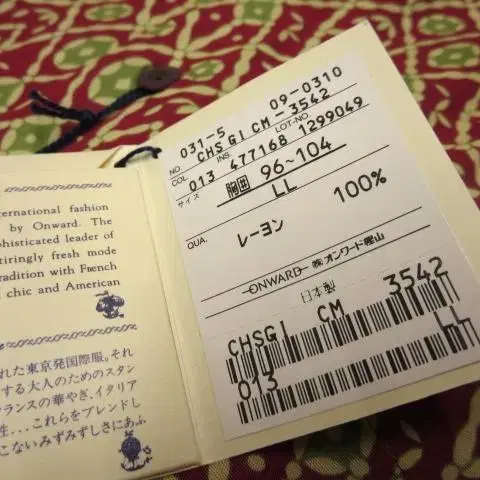 ternational fashion
by Onward. The
phisticated leader of
tiringly fresh mode
radition with French
chic and American
れた東京発国際服。それ
する大人のためのスタン
ランスの華やぎ、イタリア
生...これらをブレンドし
こないみずみずしさにあふ
031-5 09-0310
NO. CHSGI CM-3542
COL. INS. LOT-NO.
013 477168 1299049
サイズ 胸囲 96~104
LL
QUA. レーヨン 100%
ONWARD ㈱オンワード樫山
日本製
CHSGI CM 3542
013 LL